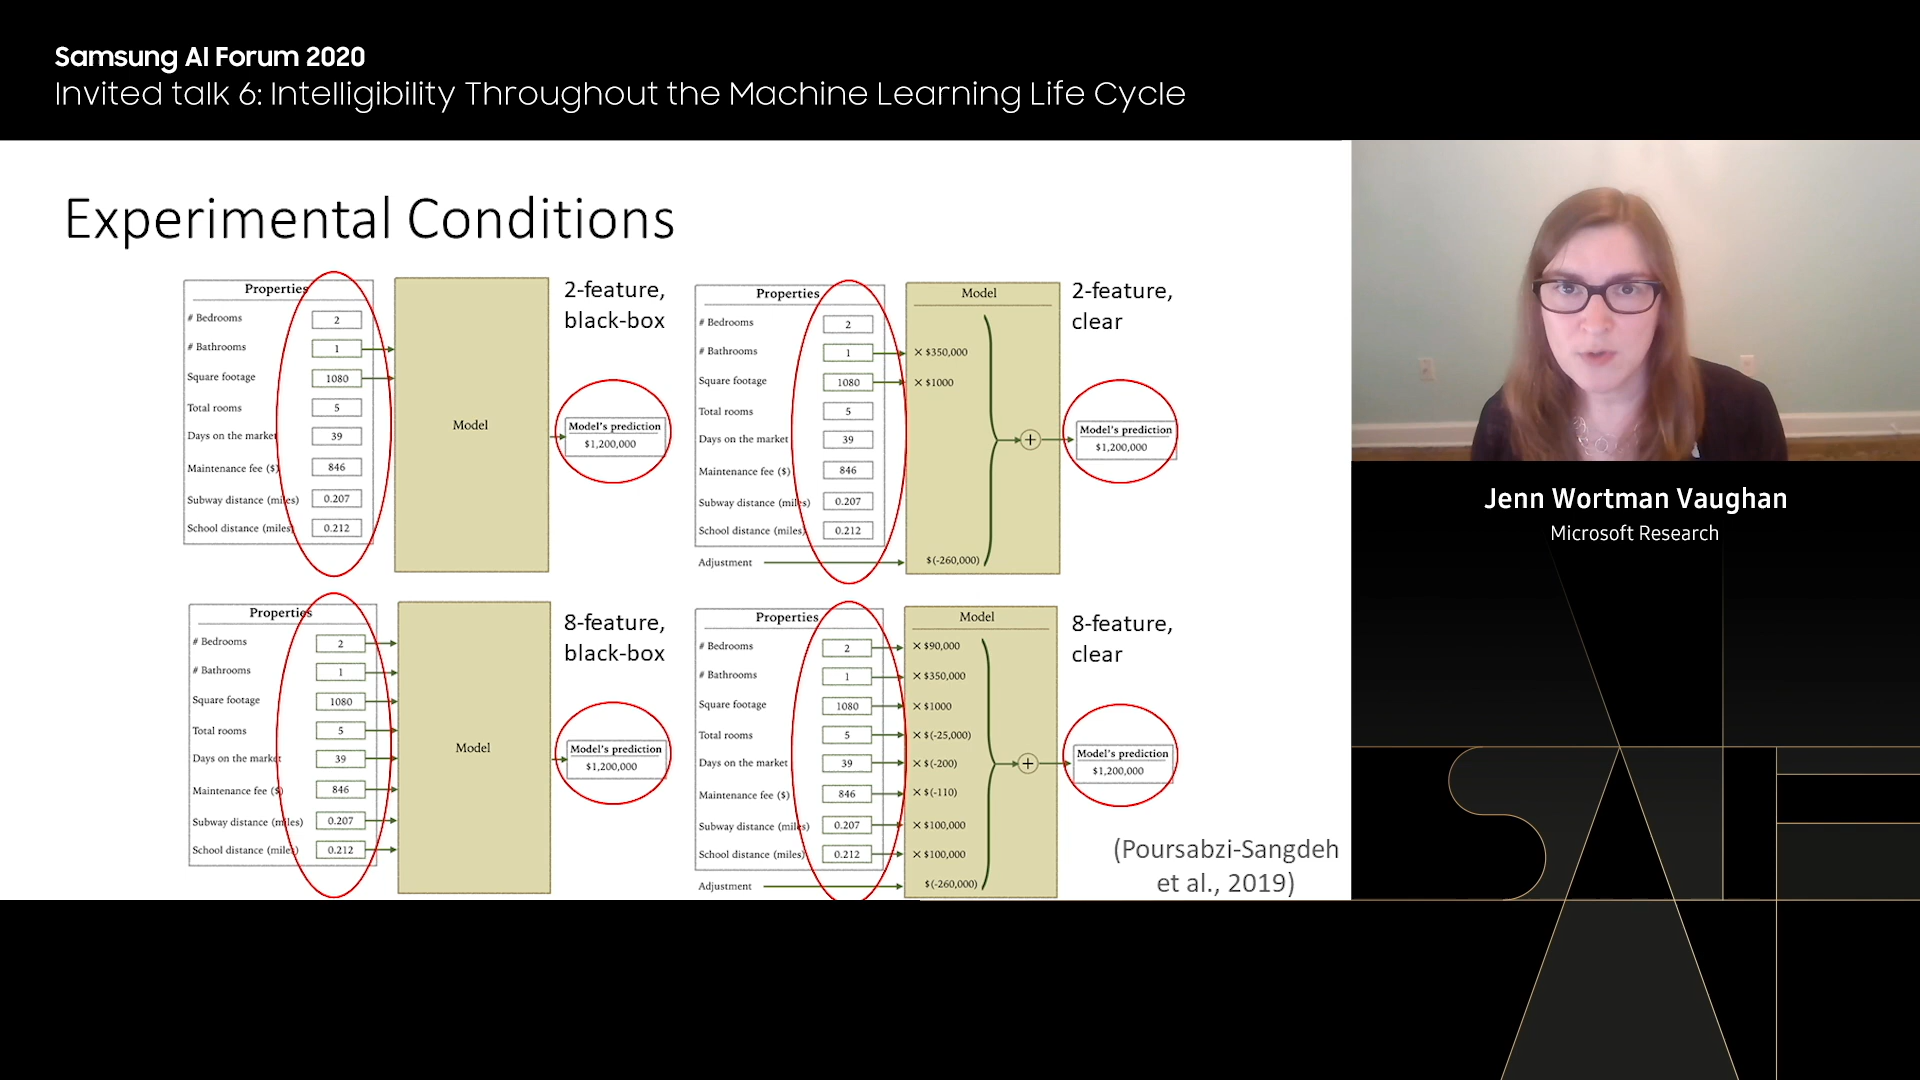 Samsung AI Forum 2020
Invited talk 6: Intelligibility Throughout the Machine Learning Life Cycle
Experimental Conditions
Properties
# Bedrooms 2
# Bathrooms 1
Square footage 1080
Total rooms 5
Days on the market 39
Maintenance fee ($) 846
Subway distance (miles) 0.207
School distance (miles) 0.212
Model
2-feature,
black-box
Model's prediction
$1,200,000
Properties
# Bedrooms 2
# Bathrooms 1
Square footage 1080
Total rooms 5
Days on the market 39
Maintenance fee ($) 846
Subway distance (miles) 0.207
School distance (miles) 0.212
Adjustment
Model
× $350,000
× $1000
$(-260,000)
+
2-feature,
clear
Model's prediction
$1,200,000
Properties
# Bedrooms 2
# Bathrooms 1
Square footage 1080
Total rooms 5
Days on the market 39
Maintenance fee ($) 846
Subway distance (miles) 0.207
School distance (miles) 0.212
Model
8-feature,
black-box
Model's prediction
$1,200,000
Properties
# Bedrooms 2
# Bathrooms 1
Square footage 1080
Total rooms 5
Days on the market 39
Maintenance fee ($) 846
Subway distance (miles) 0.207
School distance (miles) 0.212
Adjustment
Model
× $90,000
× $350,000
× $1000
× $(-25,000)
× $(-200)
× $(-110)
× $100,000
× $100,000
$(-260,000)
+
8-feature,
clear
Model's prediction
$1,200,000
(Poursabzi-Sangdeh
et al., 2019)
Jenn Wortman Vaughan
Microsoft Research